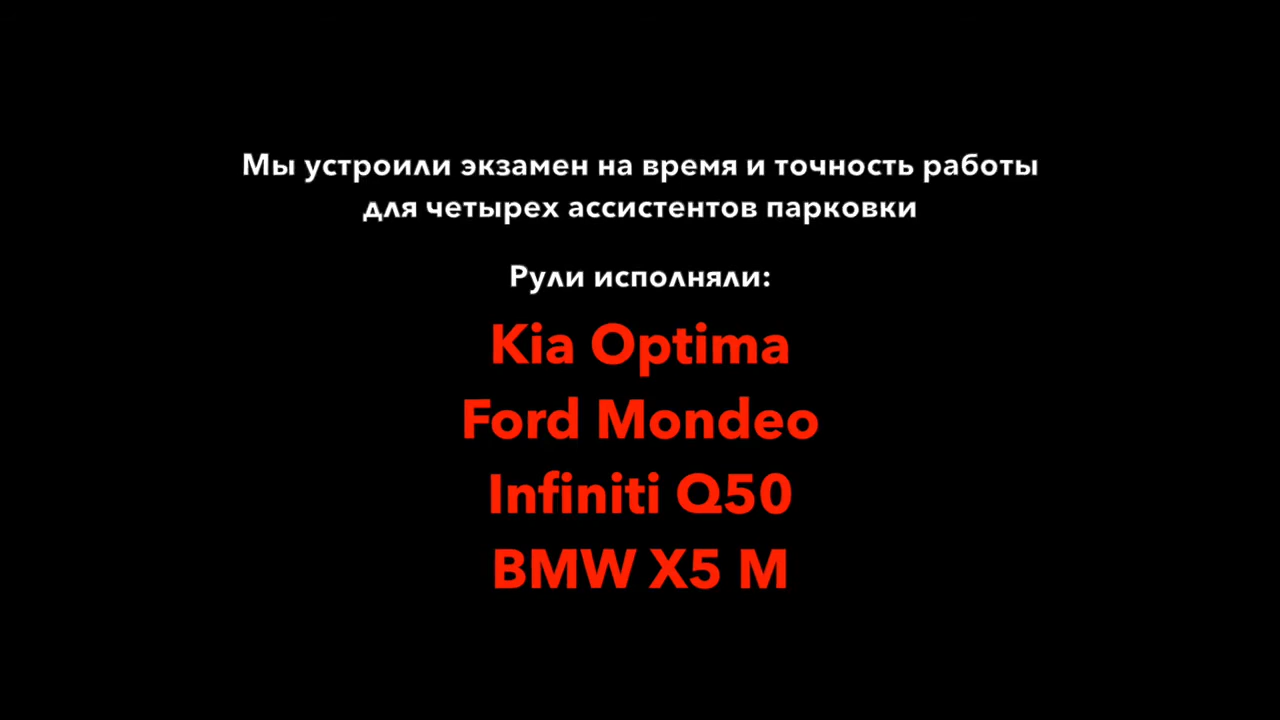 Мы устроили экзамен на время и точность работы
для четырех ассистентов парковки
Рули исполняли:
Kia Optima
Ford Mondeo
Infiniti Q50
BMW X5 M